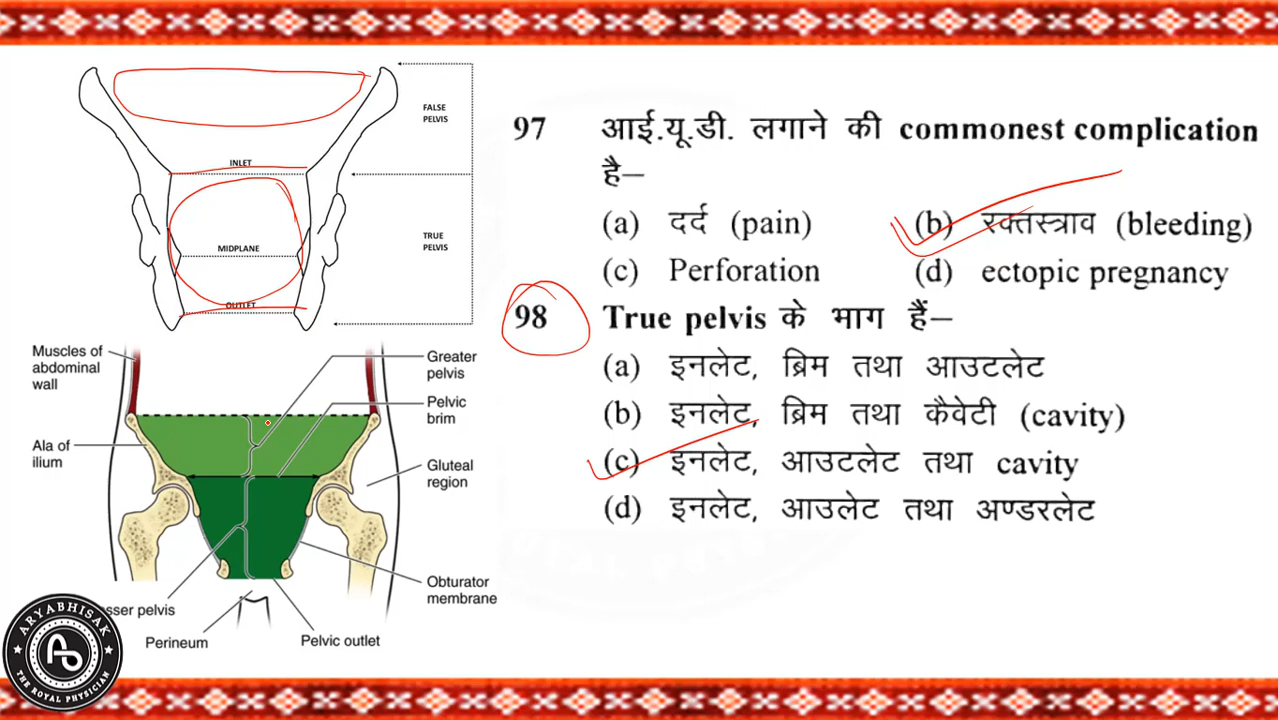 FALSE
PELVIS
INLET
TRUE
PELVIS
MIDPLANE
OUTLET
Muscles of
abdominal
wall
Greater
pelvis
Pelvic
brim
Ala of
ilium
Gluteal
region
Obturator
membrane
sser pelvis
Perineum
Pelvic outlet
ARYABHISAK
THE ROYAL PHYSICIAN
97 आई.यू.डी. लगाने की commonest complication
है–
(a) दर्द (pain) (b) रक्तस्त्राव (bleeding)
(c) Perforation (d) ectopic pregnancy
98 True pelvis के भाग हैं–
(a) इनलेट, ब्रिम तथा आउटलेट
(b) इनलेट, ब्रिम तथा कैवेटी (cavity)
(c) इनलेट, आउटलेट तथा cavity
(d) इनलेट, आउलेट तथा अण्डरलेट